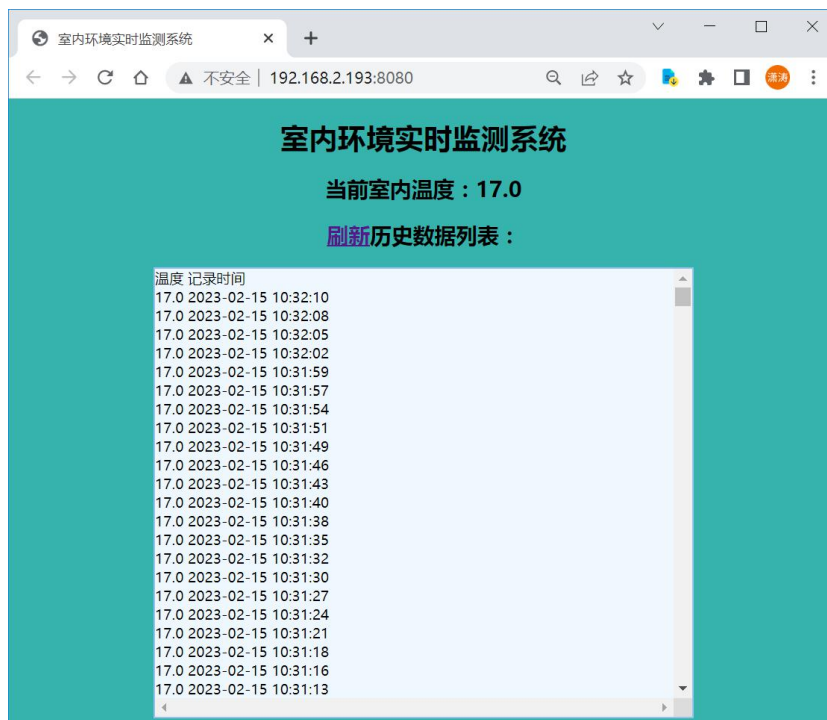 室内环境实时监测系统
不安全 192.168.2.193:8080
潇涛
室内环境实时监测系统
当前室内温度：17.0
刷新历史数据列表：
温度 记录时间
17.0 2023-02-15 10:32:10
17.0 2023-02-15 10:32:08
17.0 2023-02-15 10:32:05
17.0 2023-02-15 10:32:02
17.0 2023-02-15 10:31:59
17.0 2023-02-15 10:31:57
17.0 2023-02-15 10:31:54
17.0 2023-02-15 10:31:51
17.0 2023-02-15 10:31:49
17.0 2023-02-15 10:31:46
17.0 2023-02-15 10:31:43
17.0 2023-02-15 10:31:40
17.0 2023-02-15 10:31:38
17.0 2023-02-15 10:31:35
17.0 2023-02-15 10:31:32
17.0 2023-02-15 10:31:30
17.0 2023-02-15 10:31:27
17.0 2023-02-15 10:31:24
17.0 2023-02-15 10:31:21
17.0 2023-02-15 10:31:18
17.0 2023-02-15 10:31:16
17.0 2023-02-15 10:31:13